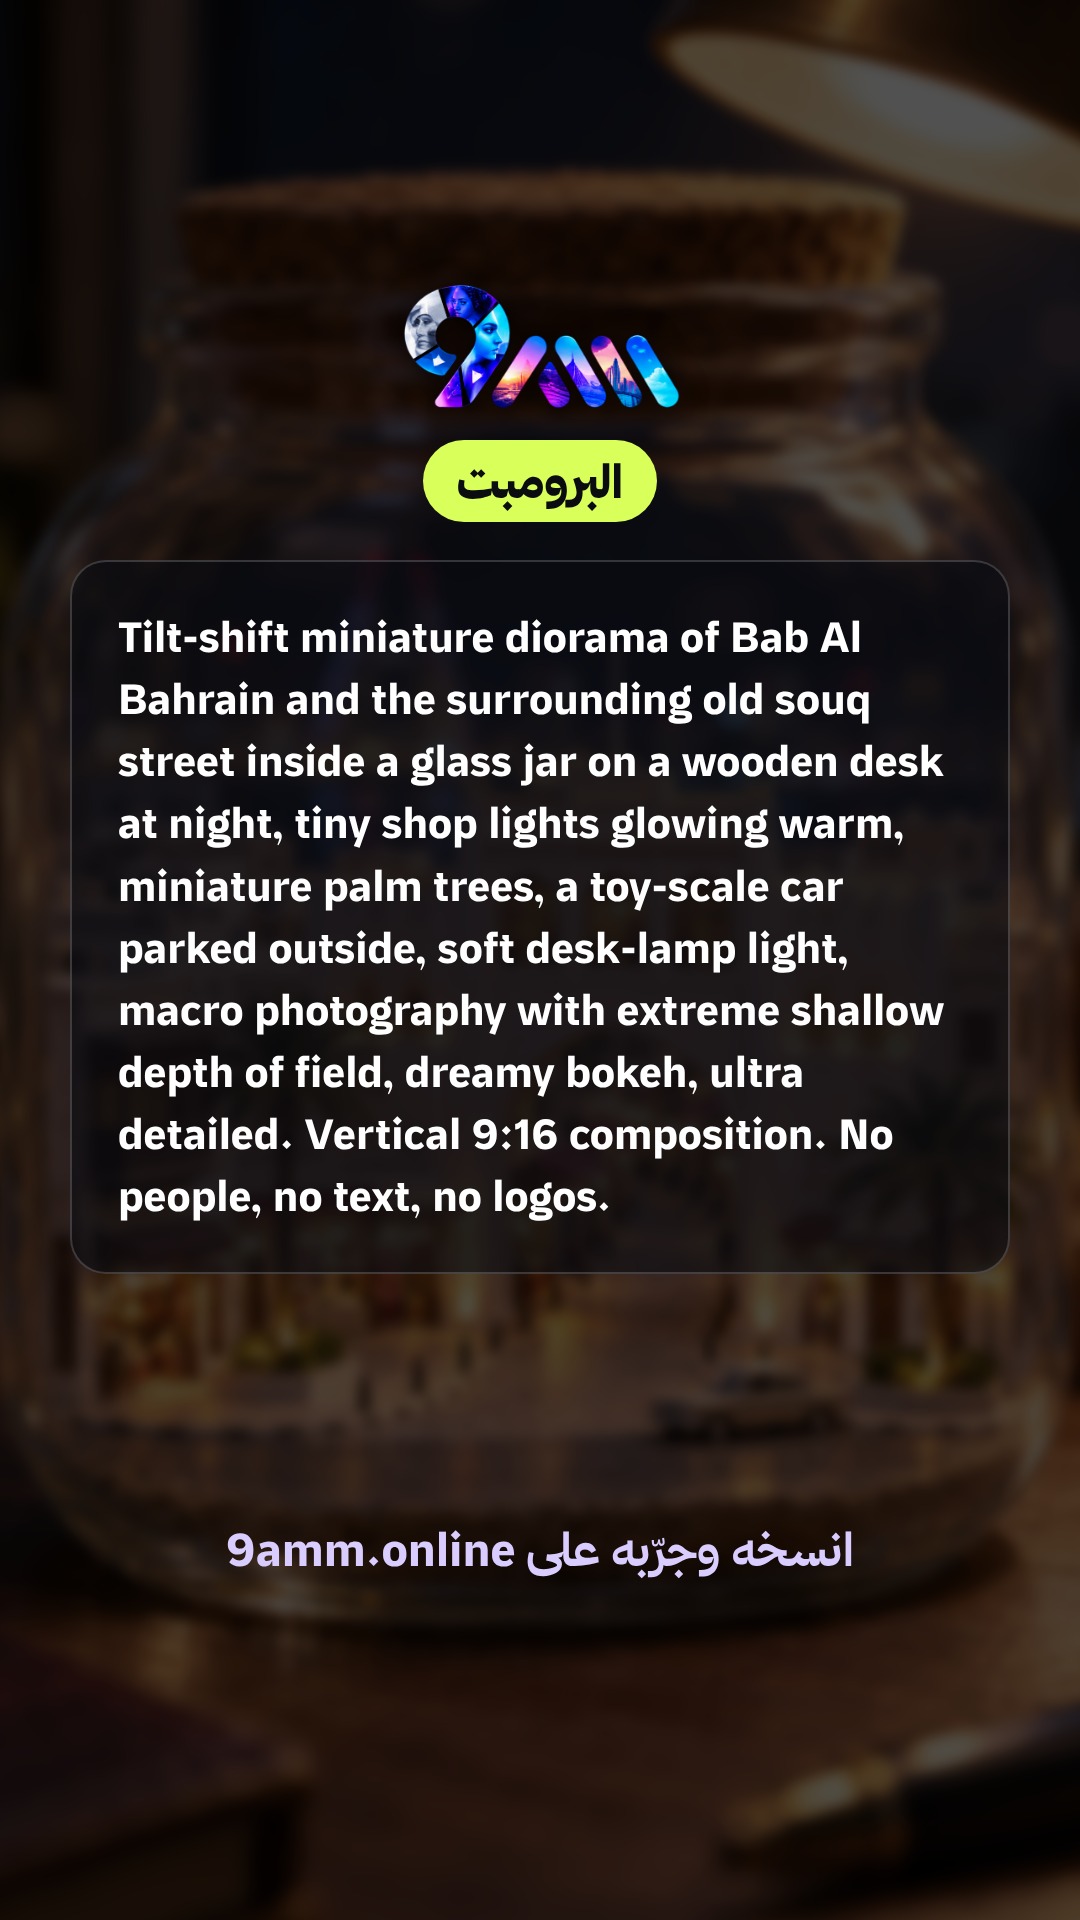 9amm
البرومبت
Tilt-shift miniature diorama of Bab Al
Bahrain and the surrounding old souq
street inside a glass jar on a wooden desk
at night, tiny shop lights glowing warm,
miniature palm trees, a toy-scale car
parked outside, soft desk-lamp light,
macro photography with extreme shallow
depth of field, dreamy bokeh, ultra
detailed. Vertical 9:16 composition. No
people, no text, no logos.
انسخه وجرّبه على 9amm.online